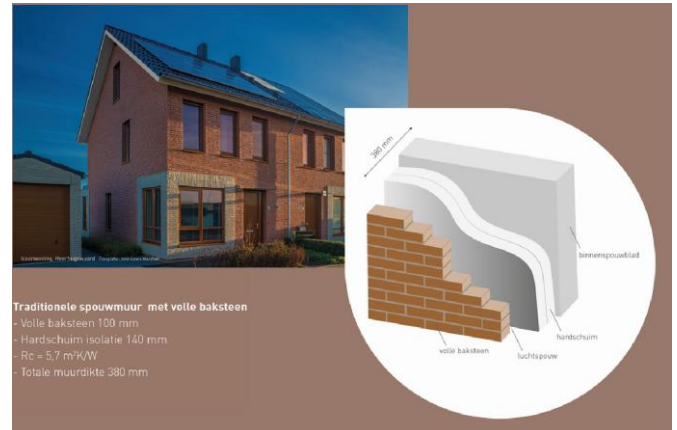 380 mm
binnenspouwblad
hardschuim
luchtspouw
volle baksteen
Traditionele spouwmuur met volle baksteen
- Volle baksteen 100 mm
- Hardschuim isolatie 140 mm
- Rc = 5,7 m²K/W
- Totale muurdikte 380 mm